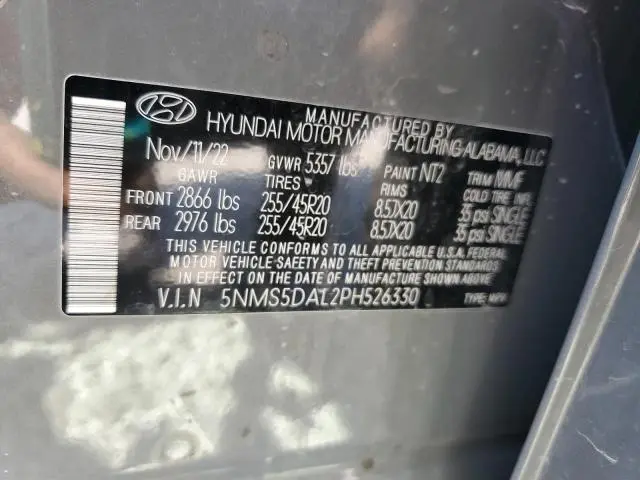 MANUFACTURED BY
HYUNDAI MOTOR MANUFACTURING ALABAMA, LLC
Nov/11/22 GVWR 5357 lbs PAINT NT2 TRIM MMF
GAWR TIRES RIMS COLD TIRE INF.
FRONT 2866 lbs 255/45R20 8.5JX20 35 psi SINGLE
REAR 2976 lbs 255/45R20 8.5JX20 35 psi SINGLE
THIS VEHICLE CONFORMS TO ALL APPLICABLE U.S.A. FEDERAL
MOTOR VEHICLE SAFETY, BUMPER, AND THEFT PREVENTION STANDARDS
IN EFFECT ON THE DATE OF MANUFACTURE SHOWN ABOVE.
V.I.N 5NMS5DAL2PH526330 TYPE: MPV